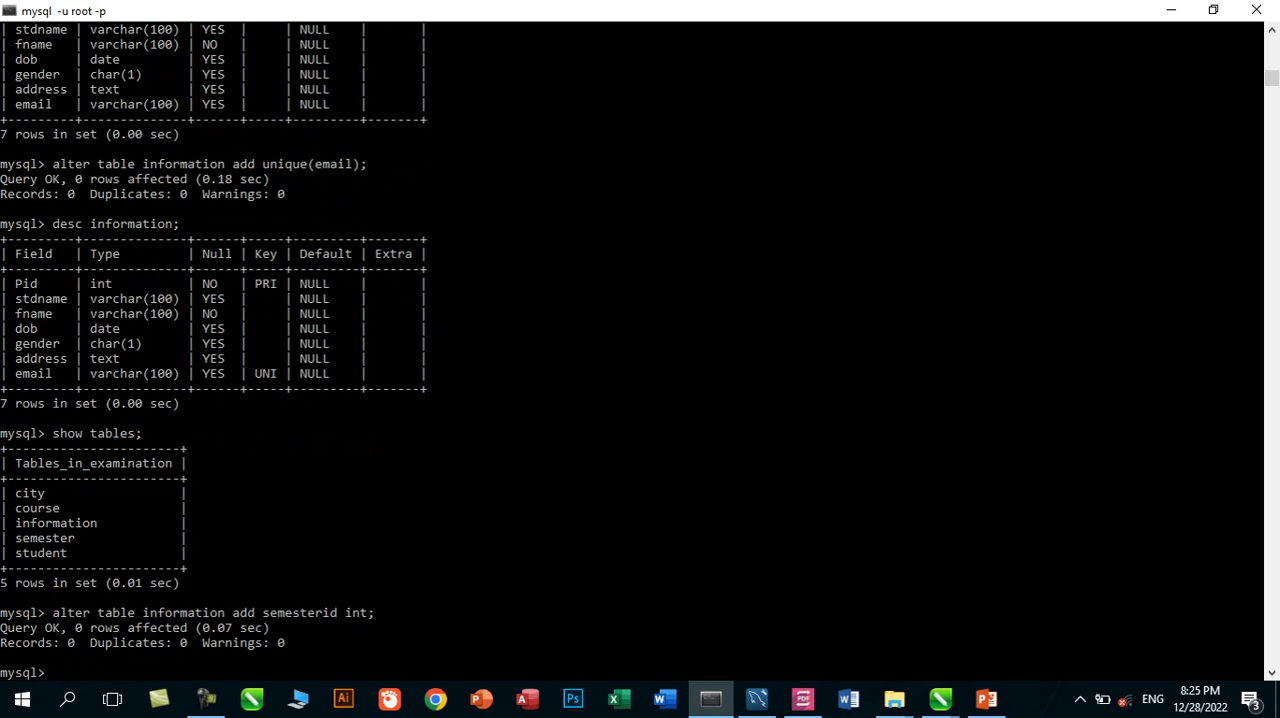 mysql  -u root -p
| stdname | varchar(100) | YES  |     | NULL    |       |
| fname   | varchar(100) | NO   |     | NULL    |       |
| dob     | date         | YES  |     | NULL    |       |
| gender  | char(1)      | YES  |     | NULL    |       |
| address | text         | YES  |     | NULL    |       |
| email   | varchar(100) | YES  |     | NULL    |       |
+---------+--------------+------+-----+---------+-------+
7 rows in set (0.00 sec)
mysql> alter table information add unique(email);
Query OK, 0 rows affected (0.18 sec)
Records: 0  Duplicates: 0  Warnings: 0
mysql> desc information;
+---------+--------------+------+-----+---------+-------+
| Field   | Type         | Null | Key | Default | Extra |
+---------+--------------+------+-----+---------+-------+
| Pid     | int          | NO   | PRI | NULL    |       |
| stdname | varchar(100) | YES  |     | NULL    |       |
| fname   | varchar(100) | NO   |     | NULL    |       |
| dob     | date         | YES  |     | NULL    |       |
| gender  | char(1)      | YES  |     | NULL    |       |
| address | text         | YES  |     | NULL    |       |
| email   | varchar(100) | YES  | UNI | NULL    |       |
+---------+--------------+------+-----+---------+-------+
7 rows in set (0.00 sec)
mysql> show tables;
+-----------------------+
| Tables_in_examination |
+-----------------------+
| city                  |
| course                |
| information           |
| semester              |
| student               |
+-----------------------+
5 rows in set (0.01 sec)
mysql> alter table information add semesterid int;
Query OK, 0 rows affected (0.07 sec)
Records: 0  Duplicates: 0  Warnings: 0
mysql>
Ai
Ps
PDF
ENG
8:25 PM
12/28/2022
3